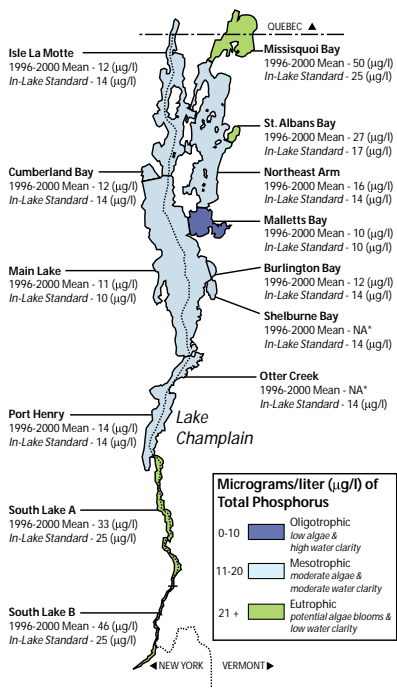 QUEBEC ▲
Isle La Motte
1996-2000 Mean - 12 (µg/l)
In-Lake Standard - 14 (µg/l)
Missisquoi Bay
1996-2000 Mean - 50 (µg/l)
In-Lake Standard - 25 (µg/l)
St. Albans Bay
1996-2000 Mean - 27 (µg/l)
In-Lake Standard - 17 (µg/l)
Cumberland Bay
1996-2000 Mean - 12 (µg/l)
In-Lake Standard - 14 (µg/l)
Northeast Arm
1996-2000 Mean - 16 (µg/l)
In-Lake Standard - 14 (µg/l)
Malletts Bay
1996-2000 Mean - 10 (µg/l)
In-Lake Standard - 10 (µg/l)
Main Lake
1996-2000 Mean - 11 (µg/l)
In-Lake Standard - 10 (µg/l)
Burlington Bay
1996-2000 Mean - 12 (µg/l)
In-Lake Standard - 14 (µg/l)
Shelburne Bay
1996-2000 Mean - NA*
In-Lake Standard - 14 (µg/l)
Otter Creek
1996-2000 Mean - NA*
In-Lake Standard - 14 (µg/l)
Port Henry
1996-2000 Mean - 14 (µg/l)
In-Lake Standard - 14 (µg/l)
Lake
Champlain
South Lake A
1996-2000 Mean - 33 (µg/l)
In-Lake Standard - 25 (µg/l)
South Lake B
1996-2000 Mean - 46 (µg/l)
In-Lake Standard - 25 (µg/l)
Micrograms/liter (µg/l) of
Total Phosphorus
0-10 Oligotrophic
low algae &
high water clarity
11-20 Mesotrophic
moderate algae &
moderate water clarity
21 + Eutrophic
potential algae blooms &
low water clarity
◄ NEW YORK VERMONT ►